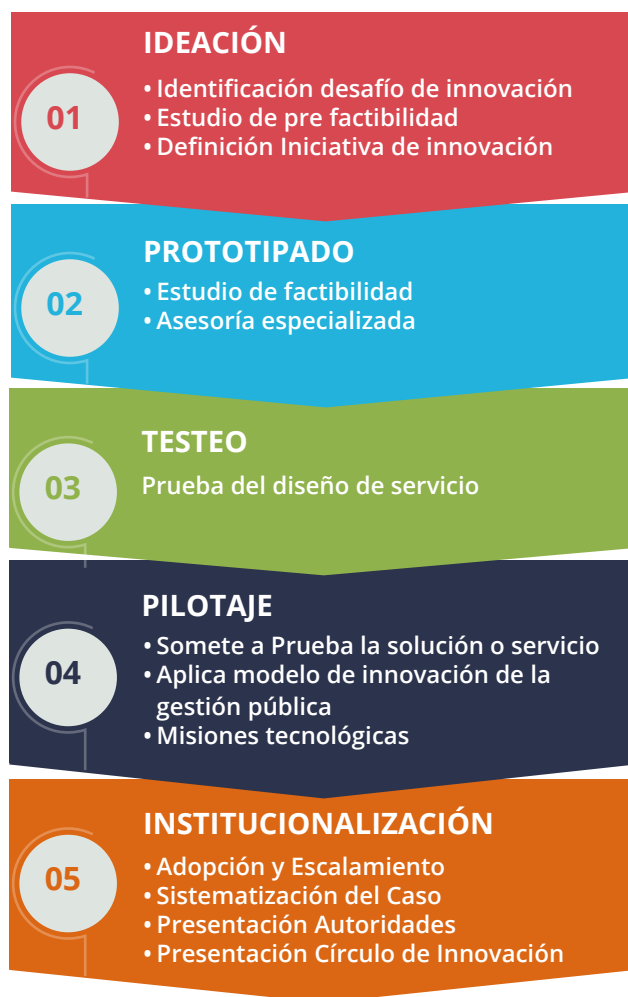 IDEACIÓN
01
• Identificación desafío de innovación
• Estudio de pre factibilidad
• Definición Iniciativa de innovación
PROTOTIPADO
02
• Estudio de factibilidad
• Asesoría especializada
TESTEO
03
Prueba del diseño de servicio
PILOTAJE
04
• Somete a Prueba la solución o servicio
• Aplica modelo de innovación de la
gestión pública
• Misiones tecnológicas
INSTITUCIONALIZACIÓN
05
• Adopción y Escalamiento
• Sistematización del Caso
• Presentación Autoridades
• Presentación Círculo de Innovación